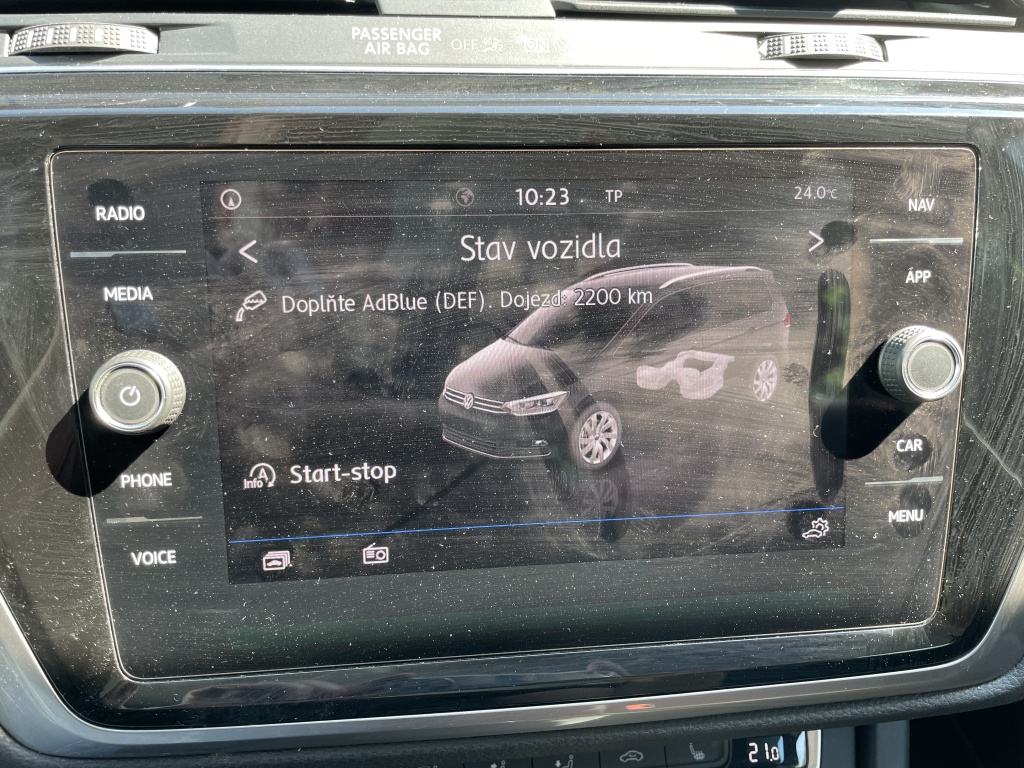 PASSENGER
AIR BAG OFF ON
RADIO
MEDIA
PHONE
VOICE
10:23 TP 24.0°C
Stav vozidla
Doplňte AdBlue (DEF). Dojezd: 2200 km
Info A Start-stop
NAV
APP
CAR
MENU
21.0